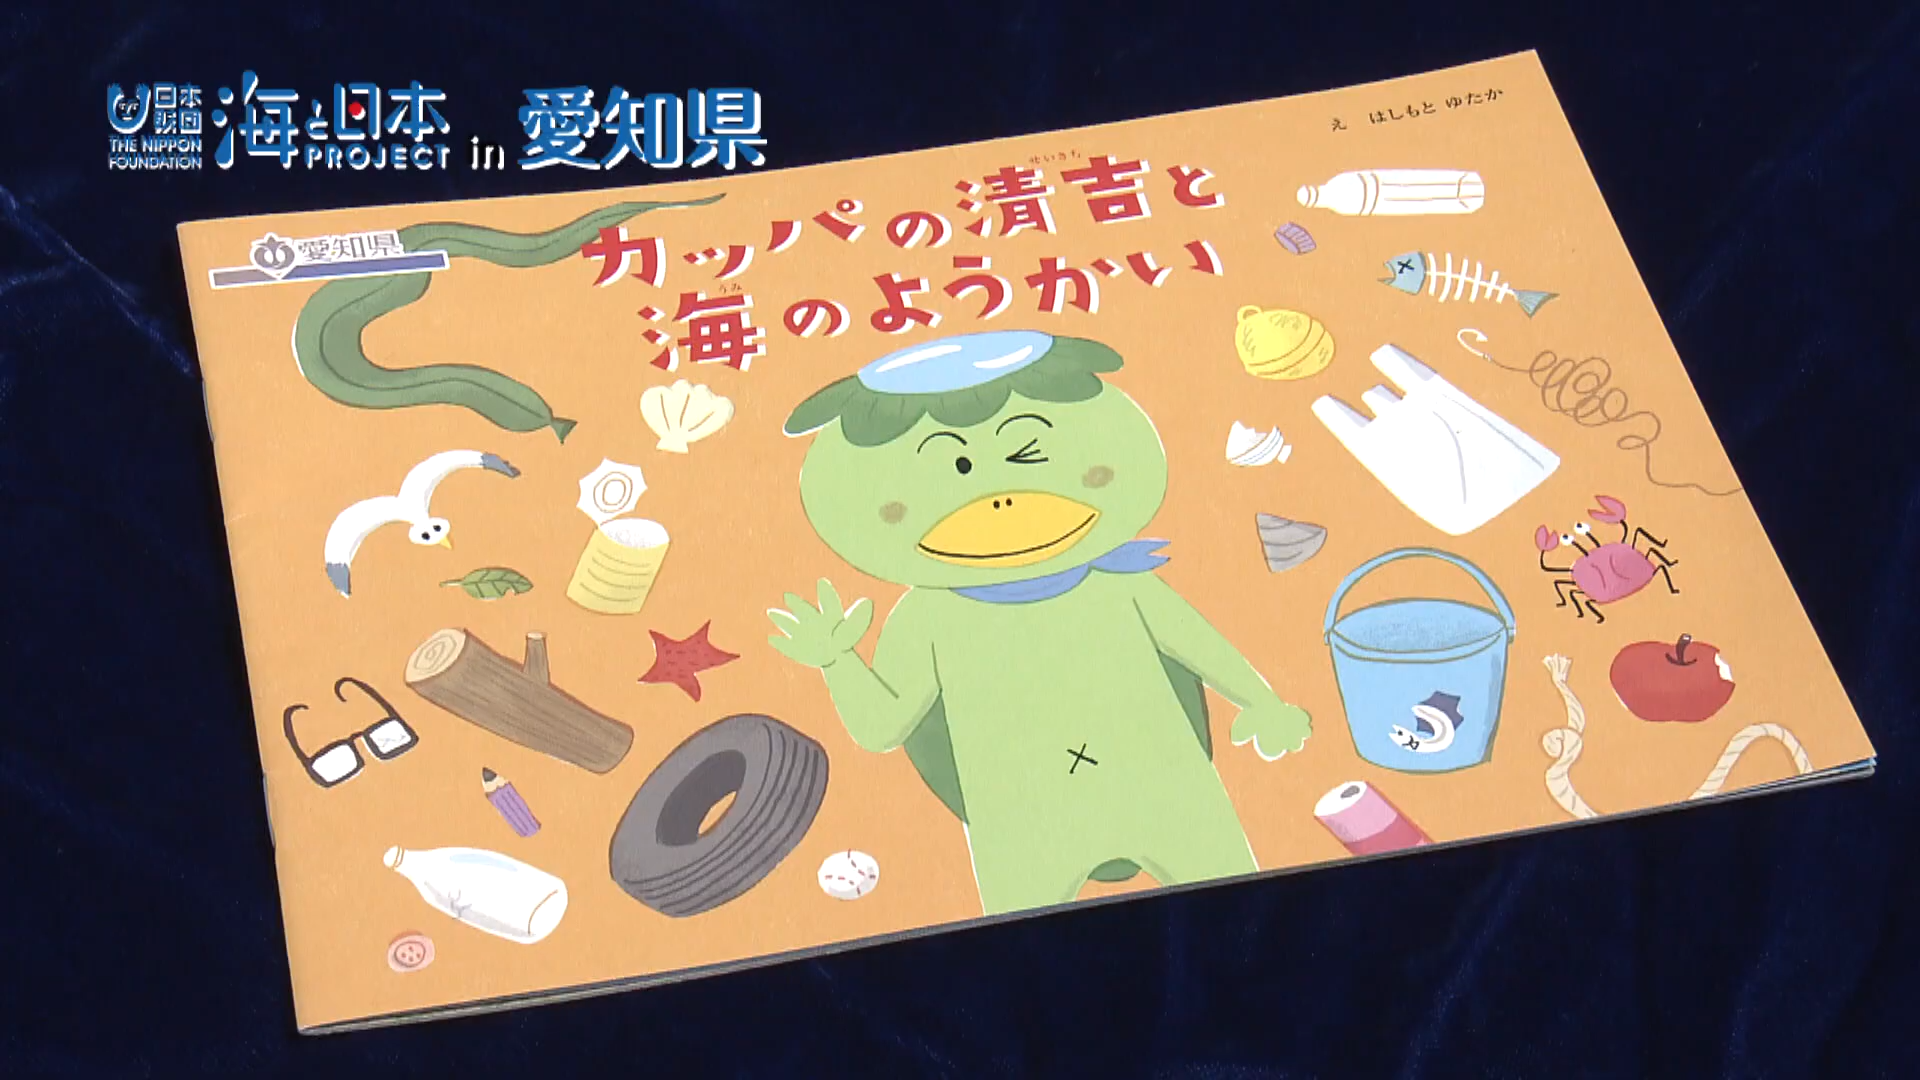 日本
財団
THE NIPPON
FOUNDATION
海と日本
PROJECT
in 愛知県
え はしもと ゆたか
愛知県
せいきち
カッパの清吉と
うみ
海のようかい